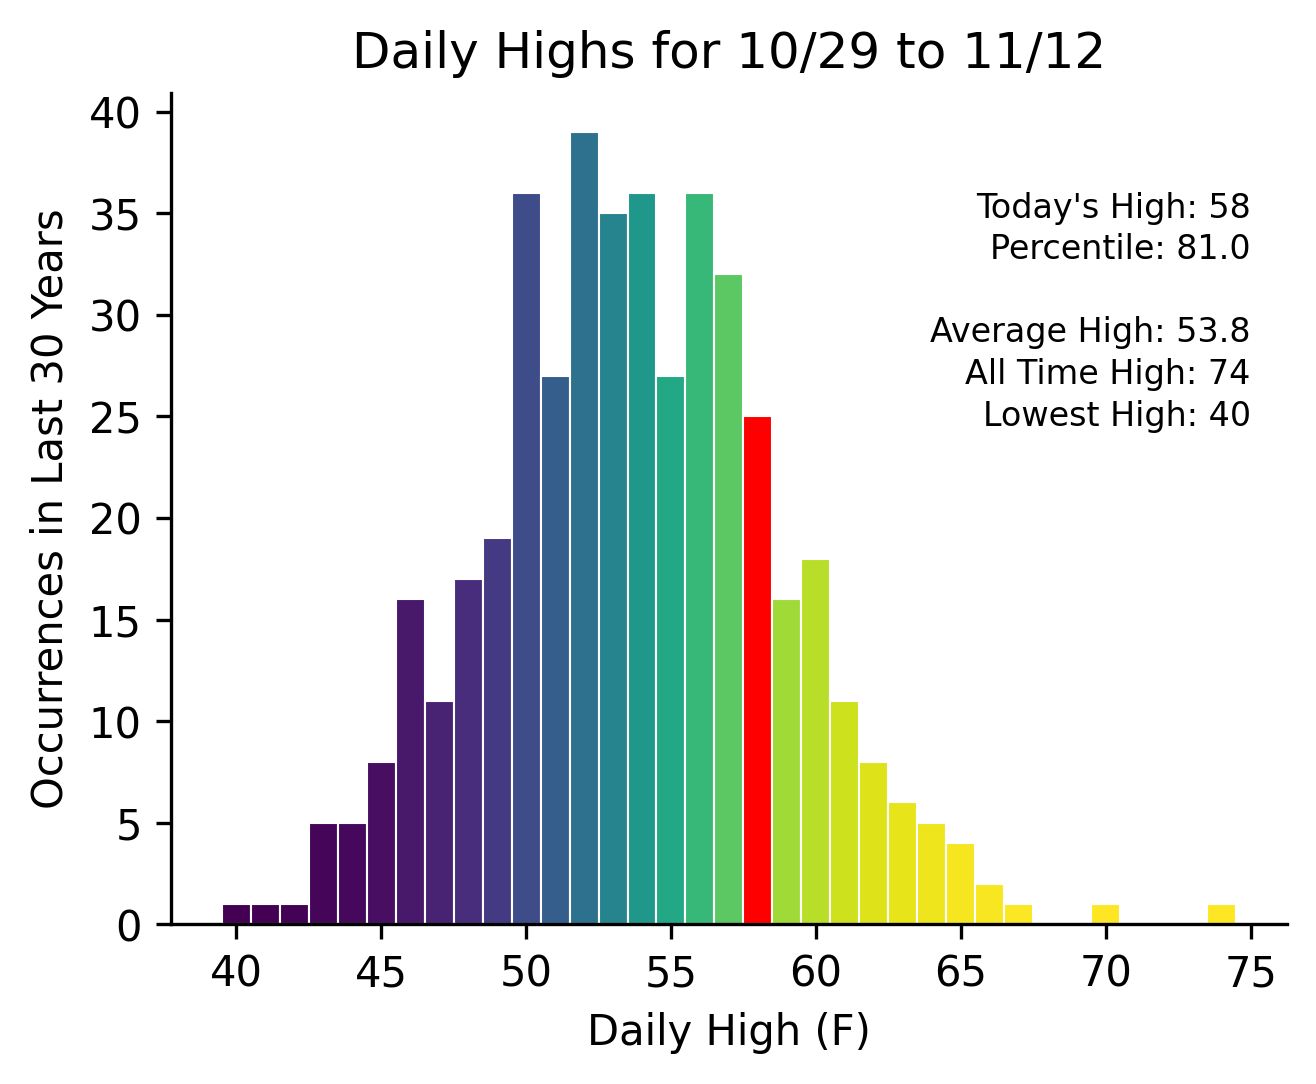 Daily Highs for 10/29 to 11/12
Occurrences in Last 30 Years
40
35
30
25
20
15
10
5
0
Today's High: 58
Percentile: 81.0
Average High: 53.8
All Time High: 74
Lowest High: 40
40 45 50 55 60 65 70 75
Daily High (F)